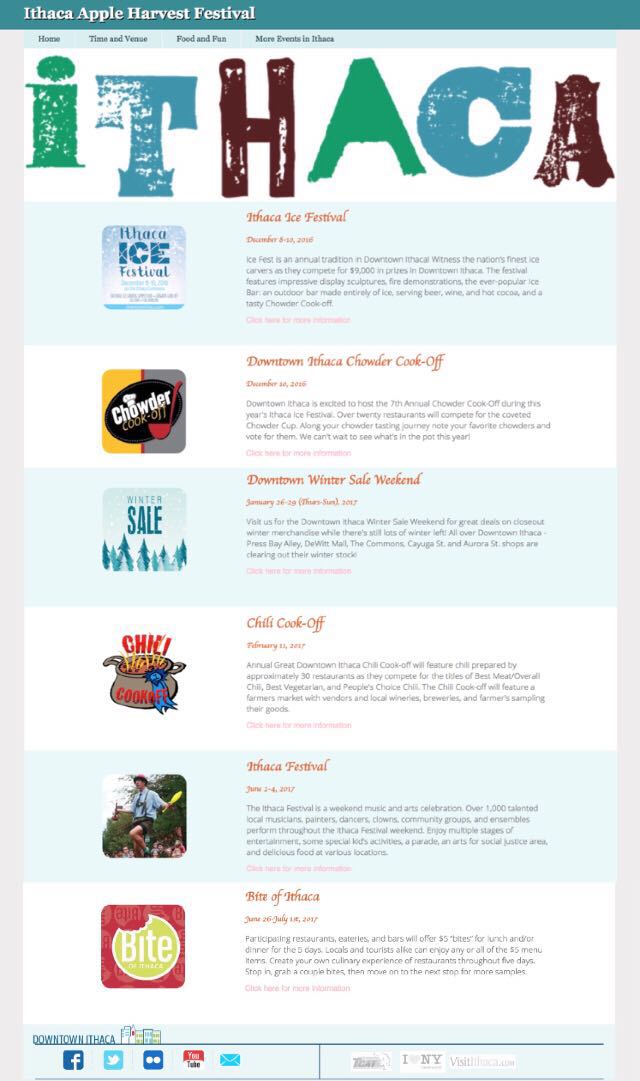 Ithaca Apple Harvest Festival
Home Time and Venue Food and Fun More Events in Ithaca
iTHACA
Ithaca
ICE
Festival
December 8-10, 2016
Ithaca Ice Festival
December 8-10, 2016
Ice Fest is an annual tradition in Downtown Ithaca! Witness the nation's finest ice
carvers as they compete for $9,000 in prizes in Downtown Ithaca. The festival
features impressive display sculptures, fire demonstrations, the ever-popular Ice
Bar: an outdoor bar made entirely of ice, serving beer, wine, and hot cocoa, and a
tasty Chowder Cook-off.
Click here for more information
Chowder
COOK-OFF
Downtown Ithaca Chowder Cook-Off
December 10, 2016
Downtown Ithaca is excited to host the 7th Annual Chowder Cook-Off during this
year's Ithaca Ice Festival. Over twenty restaurants will compete for the coveted
Chowder Cup. Along your chowder tasting journey note your favorite chowders and
vote for them. We can't wait to see what's in the pot this year!
Click here for more information
WINTER
SALE
Downtown Winter Sale Weekend
January 26-29 (Thurs-Sun), 2017
Visit us for the Downtown Ithaca Winter Sale Weekend for great deals on closeout
winter merchandise while there's still lots of winter left! All over Downtown Ithaca -
Press Bay Alley, DeWitt Mall, The Commons, Cayuga St. and Aurora St. shops are
clearing out their winter stock!
Click here for more information
CHILI
COOKOFF
Chili Cook-Off
February 11, 2017
Annual Great Downtown Ithaca Chili Cook-off will feature chili prepared by
approximately 30 restaurants as they compete for the titles of Best Meat/Overall
Chili, Best Vegetarian, and People's Choice Chili. The Chili Cook-off will feature a
farmers market with vendors and local wineries, breweries, and farmer's sampling
their goods.
Click here for more information
Ithaca Festival
June 2-4, 2017
The Ithaca Festival is a weekend music and arts celebration. Over 1,000 talented
local musicians, painters, dancers, clowns, community groups, and ensembles
perform throughout the Ithaca Festival weekend. Enjoy multiple stages of
entertainment, some special kid's activities, a parade, an arts for social justice area,
and delicious food at various locations.
Click here for more information
Bite
OF ITHACA
Bite of Ithaca
June 26-July 1st, 2017
Participating restaurants, eateries, and bars will offer $5 "bites" for lunch and/or
dinner for the 5 days. Locals and tourists alike can enjoy any or all of the $5 menu
items. Create your own culinary experience of restaurants throughout five days.
Stop in, grab a couple bites, then move on to the next stop for more samples.
Click here for more information
DOWNTOWN ITHACA
You
Tube
TCAT
I NY
VisitIthaca.com